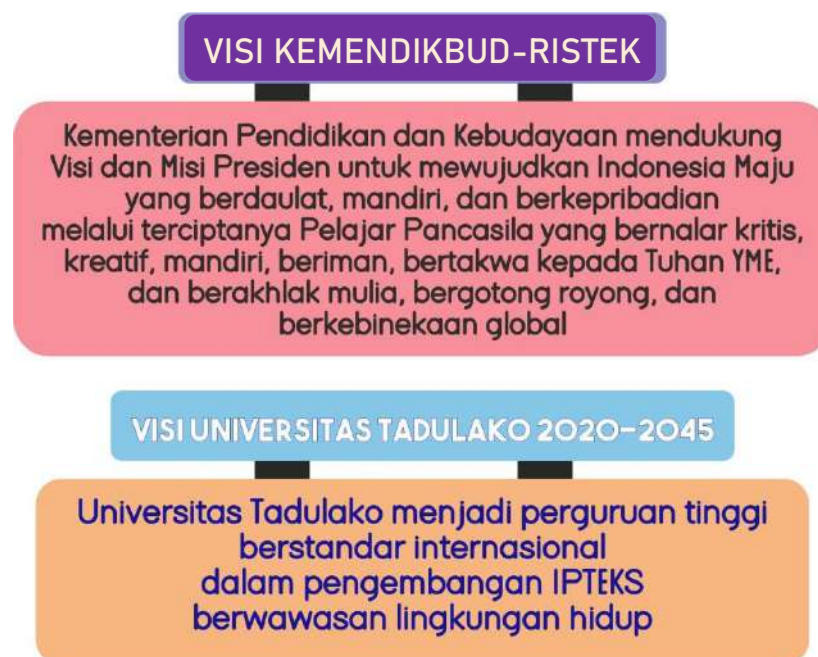 VISI KEMENDIKBUD-RISTEK
Kementerian Pendidikan dan Kebudayaan mendukung
Visi dan Misi Presiden untuk mewujudkan Indonesia Maju
yang berdaulat, mandiri, dan berkepribadian
melalui terciptanya Pelajar Pancasila yang bernalar kritis,
kreatif, mandiri, beriman, bertakwa kepada Tuhan YME,
dan berakhlak mulia, bergotong royong, dan
berkebinekaan global
VISI UNIVERSITAS TADULAKO 2020-2045
Universitas Tadulako menjadi perguruan tinggi
berstandar internasional
dalam pengembangan IPTEKS
berwawasan lingkungan hidup